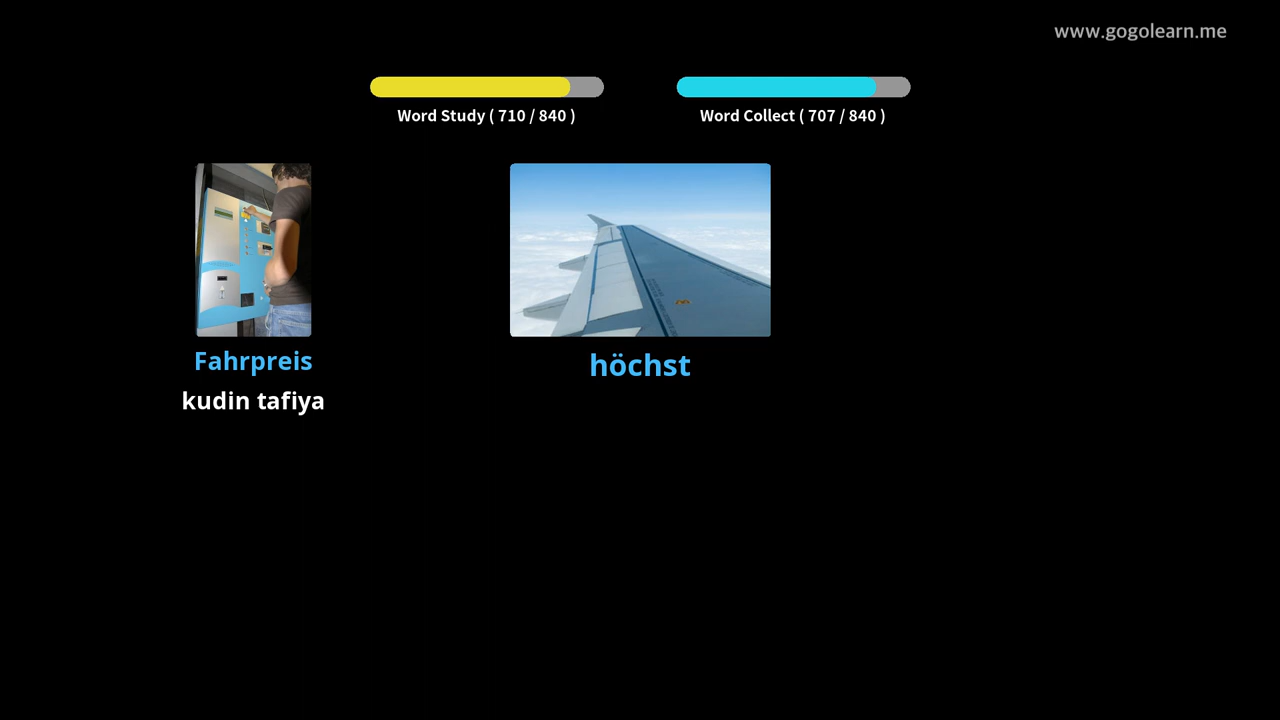 www.gogolearn.me
Word Study ( 710 / 840 )
Word Collect ( 707 / 840 )
Fahrpreis
kudin tafiya
höchst